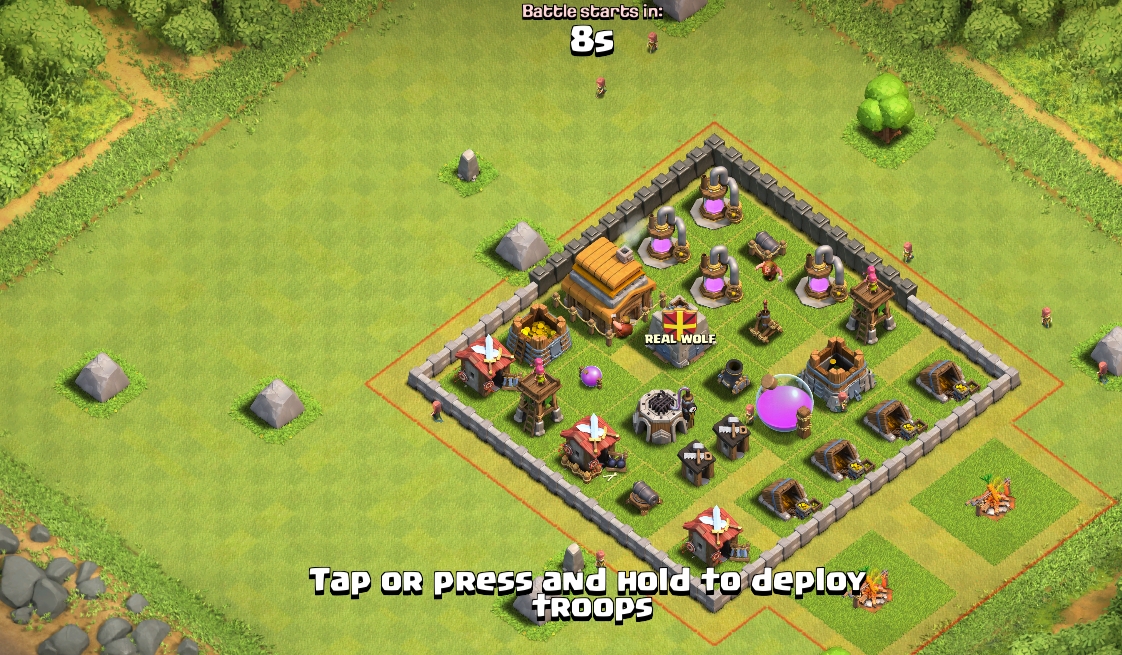 Battle starts in:
8s
REAL WOLF
Tap or press and hold to deploy
troops